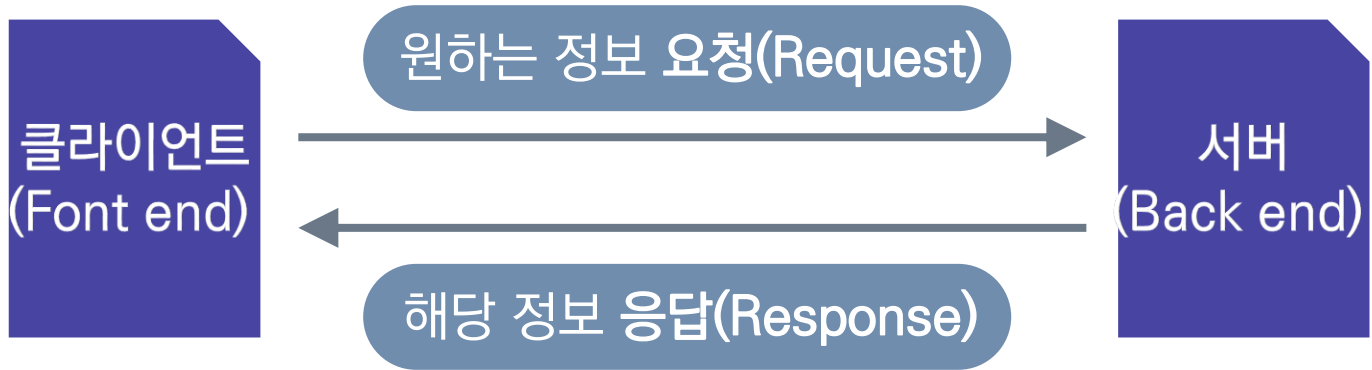 원하는 정보 요청(Request)
클라이언트
(Font end)
서버
(Back end)
해당 정보 응답(Response)